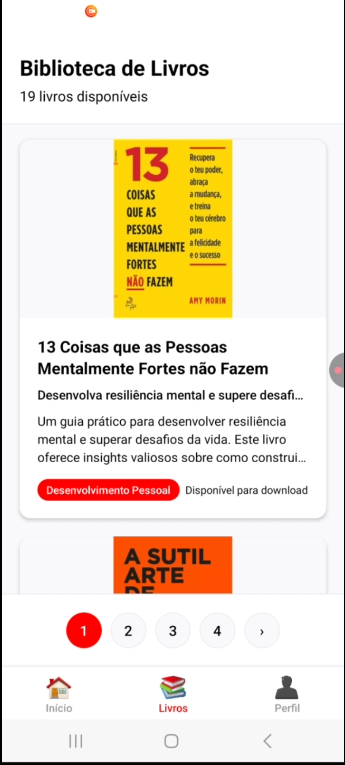 Biblioteca de Livros
19 livros disponíveis
13
COISAS
QUE AS
PESSOAS
MENTALMENTE
FORTES
NÃO FAZEM
Recupera
o teu poder,
abraça
a mudança,
e treina
o teu cérebro
para
a felicidade
e o sucesso
AMY MORIN
13 Coisas que as Pessoas
Mentalmente Fortes não Fazem
Desenvolva resiliência mental e supere desafi...
Um guia prático para desenvolver resiliência
mental e superar desafios da vida. Este livro
oferece insights valiosos sobre como construi...
Desenvolvimento Pessoal Disponível para download
A SUTIL
ARTE
DE
1 2 3 4 ›
Início Livros Perfil